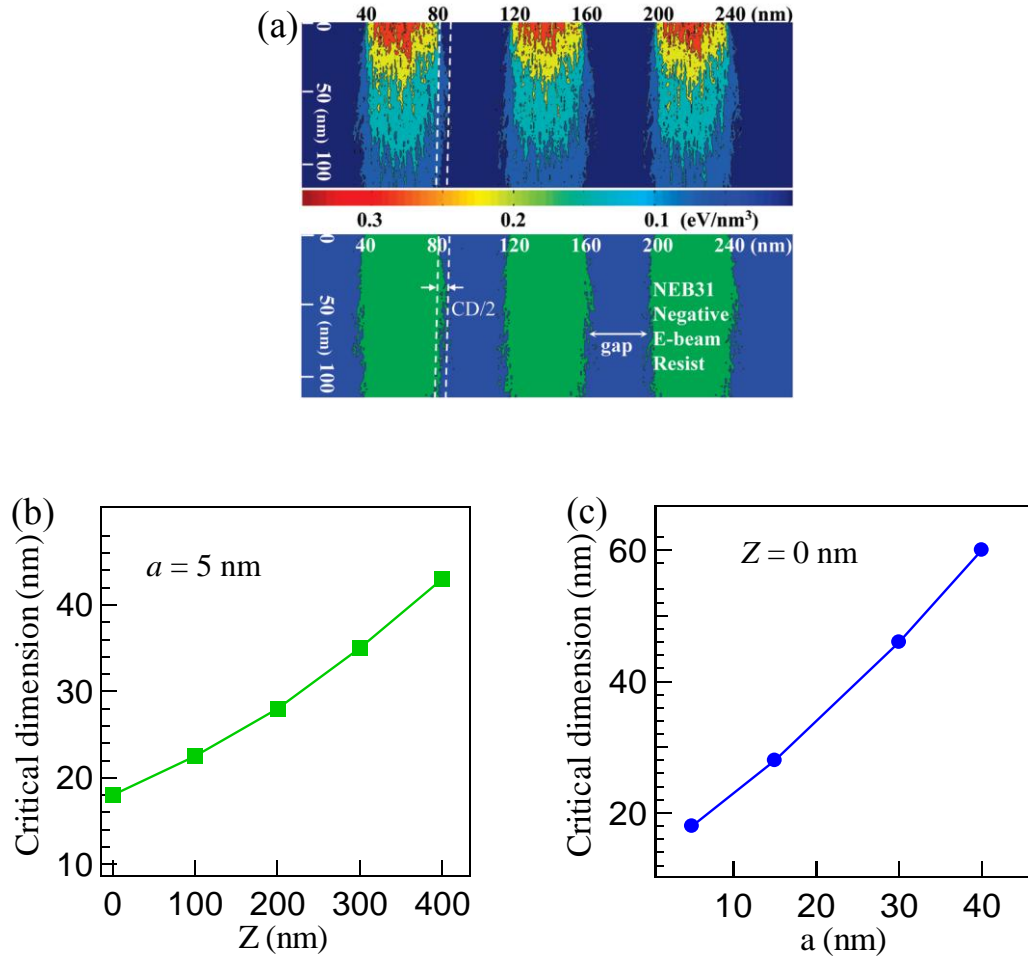 (a)
40 80 120 160 200 240 (nm)
0 50 (nm) 100
0.3 0.2 0.1 (eV/nm³)
40 80 120 160 200 240 (nm)
0 50 (nm) 100
CD/2
gap
NEB31
Negative
E-beam
Resist
(b)
a = 5 nm
Critical dimension (nm)
40
30
20
10
0 100 200 300 400
Z (nm)
(c)
Z = 0 nm
Critical dimension (nm)
60
40
20
10 20 30 40
a (nm)